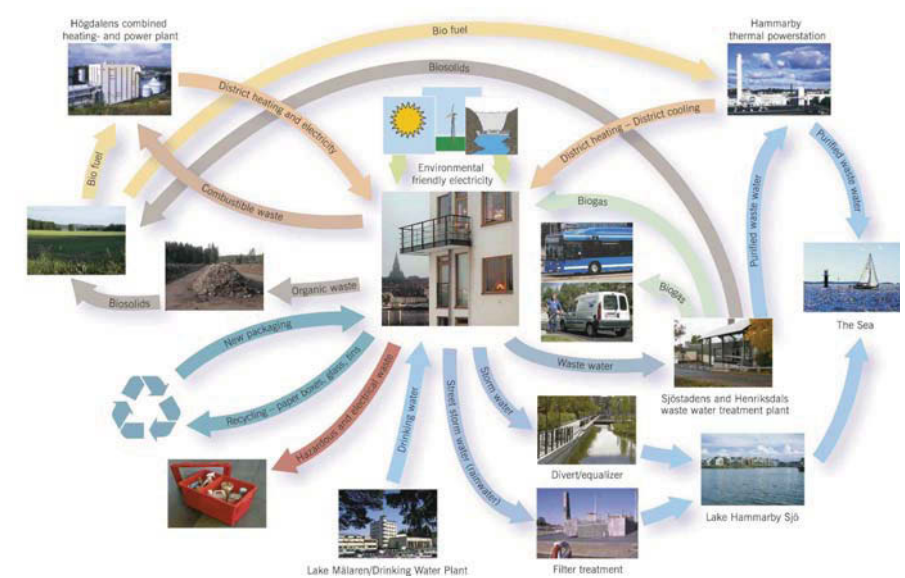 Högdalens combined
heating- and power plant
Hammarby
thermal powerstation
Bio fuel
Biosolids
District heating and electricity
District heating – District cooling
Environmental
friendly electricity
Bio fuel
Combustible waste
Biogas
Purified waste water
Purified waste water
Biogas
Organic waste
Biosolids
The Sea
New packaging
Waste water
Recycling – paper boxes, glass, tins
Hazardous and electrical waste
Drinking water
Street storm water (rainwater)
Storm water
Sjöstadens and Henriksdals
waste water treatment plant
Divert/equalizer
Lake Hammarby Sjö
Lake Mälaren/Drinking Water Plant
Filter treatment